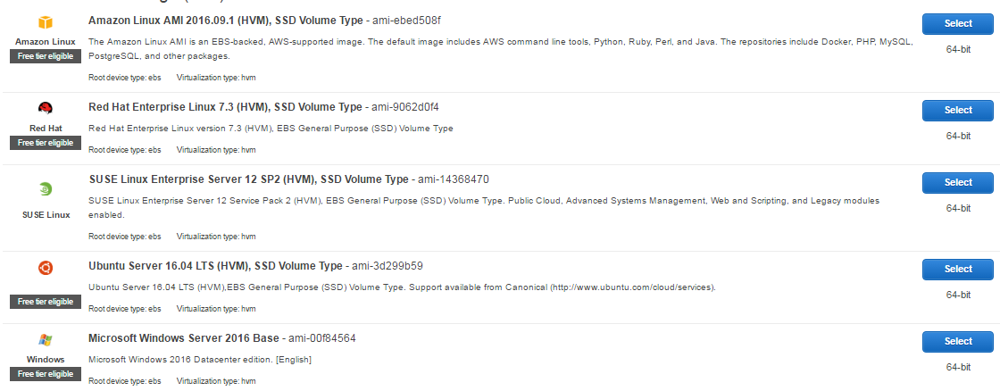 Amazon Linux AMI 2016.09.1 (HVM), SSD Volume Type - ami-ebed508f
Select
Amazon Linux
Free tier eligible
The Amazon Linux AMI is an EBS-backed, AWS-supported image. The default image includes AWS command line tools, Python, Ruby, Perl, and Java. The repositories include Docker, PHP, MySQL,
PostgreSQL, and other packages.
64-bit
Root device type: ebs Virtualization type: hvm
Red Hat Enterprise Linux 7.3 (HVM), SSD Volume Type - ami-9062d0f4
Select
Red Hat
Free tier eligible
Red Hat Enterprise Linux version 7.3 (HVM), EBS General Purpose (SSD) Volume Type
64-bit
Root device type: ebs Virtualization type: hvm
SUSE Linux Enterprise Server 12 SP2 (HVM), SSD Volume Type - ami-14368470
Select
SUSE Linux
SUSE Linux Enterprise Server 12 Service Pack 2 (HVM), EBS General Purpose (SSD) Volume Type. Public Cloud, Advanced Systems Management, Web and Scripting, and Legacy modules
enabled.
64-bit
Root device type: ebs Virtualization type: hvm
Ubuntu Server 16.04 LTS (HVM), SSD Volume Type - ami-3d299b59
Select
Free tier eligible
Ubuntu Server 16.04 LTS (HVM),EBS General Purpose (SSD) Volume Type. Support available from Canonical (http://www.ubuntu.com/cloud/services).
64-bit
Root device type: ebs Virtualization type: hvm
Microsoft Windows Server 2016 Base - ami-00f84564
Select
Windows
Free tier eligible
Microsoft Windows 2016 Datacenter edition. [English]
64-bit
Root device type: ebs Virtualization type: hvm